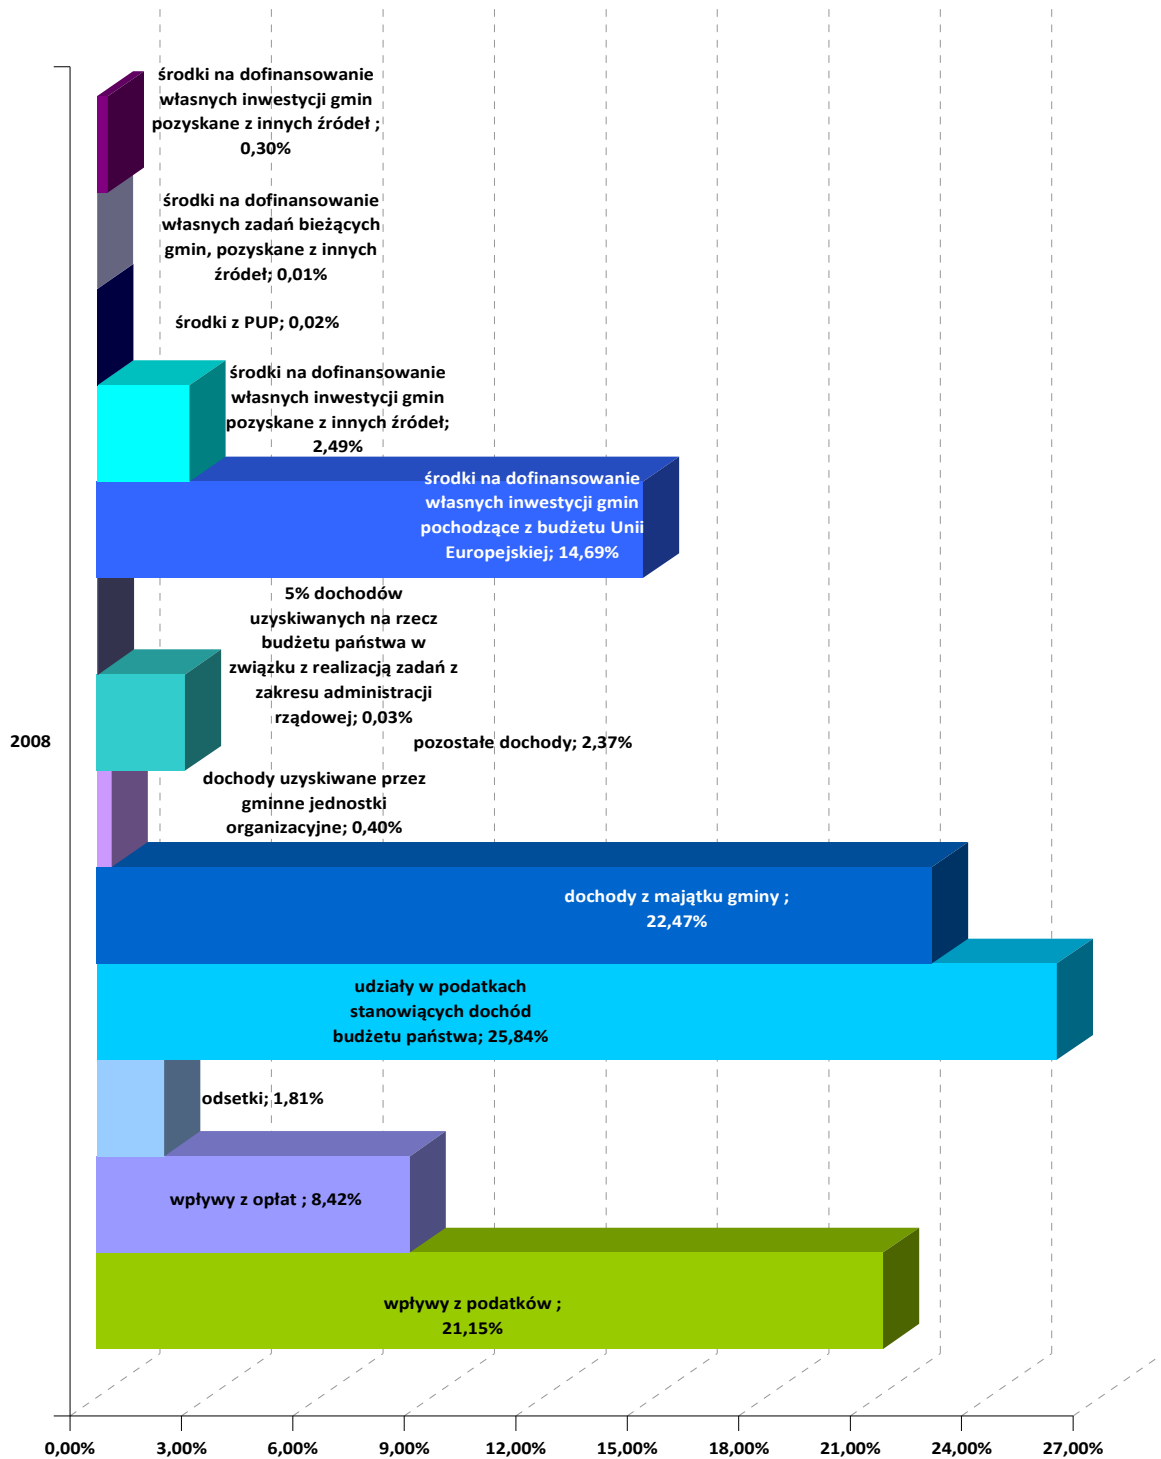 środki na dofinansowanie
własnych inwestycji gmin
pozyskane z innych źródeł ;
0,30%
środki na dofinansowanie
własnych zadań bieżących
gmin, pozyskane z innych
źródeł; 0,01%
środki z PUP; 0,02%
środki na dofinansowanie
własnych inwestycji gmin
pozyskane z innych źródeł;
2,49%
środki na dofinansowanie
własnych inwestycji gmin
pochodzące z budżetu Unii
Europejskiej; 14,69%
5% dochodów
uzyskiwanych na rzecz
budżetu państwa w
związku z realizacją zadań z
zakresu administracji
rządowej; 0,03%
2008
pozostałe dochody; 2,37%
dochody uzyskiwane przez
gminne jednostki
organizacyjne; 0,40%
dochody z majątku gminy ;
22,47%
udziały w podatkach
stanowiących dochód
budżetu państwa; 25,84%
odsetki; 1,81%
wpływy z opłat ; 8,42%
wpływy z podatków ;
21,15%
0,00% 3,00% 6,00% 9,00% 12,00% 15,00% 18,00% 21,00% 24,00% 27,00%